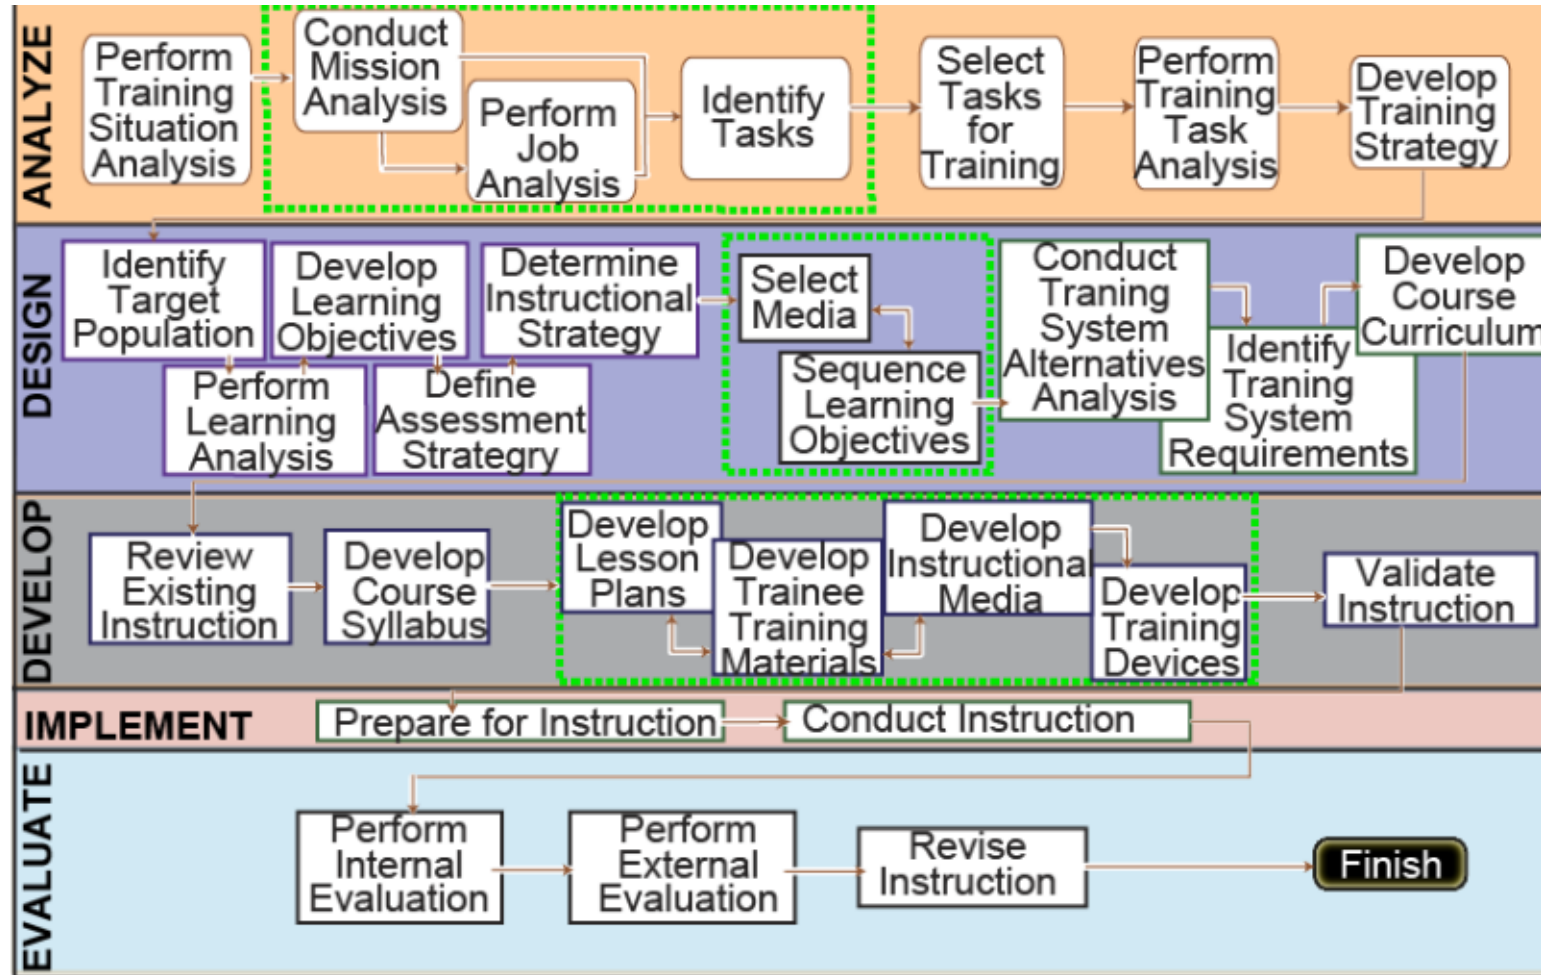 ANALYZE
Perform
Training
Situation
Analysis
Conduct
Mission
Analysis
Perform
Job
Analysis
Identify
Tasks
Select
Tasks
for
Training
Perform
Training
Task
Analysis
Develop
Training
Strategy
DESIGN
Identify
Target
Population
Perform
Learning
Analysis
Develop
Learning
Objectives
Define
Assessment
Strategry
Determine
Instructional
Strategy
Select
Media
Sequence
Learning
Objectives
Conduct
Traning
System
Alternatives
Analysis
Identify
Traning
System
Requirements
Develop
Course
Curriculum
DEVELOP
Review
Existing
Instruction
Develop
Course
Syllabus
Develop
Lesson
Plans
Develop
Trainee
Training
Materials
Develop
Instructional
Media
Develop
Training
Devices
Validate
Instruction
IMPLEMENT
Prepare for Instruction
Conduct Instruction
EVALUATE
Perform
Internal
Evaluation
Perform
External
Evaluation
Revise
Instruction
Finish